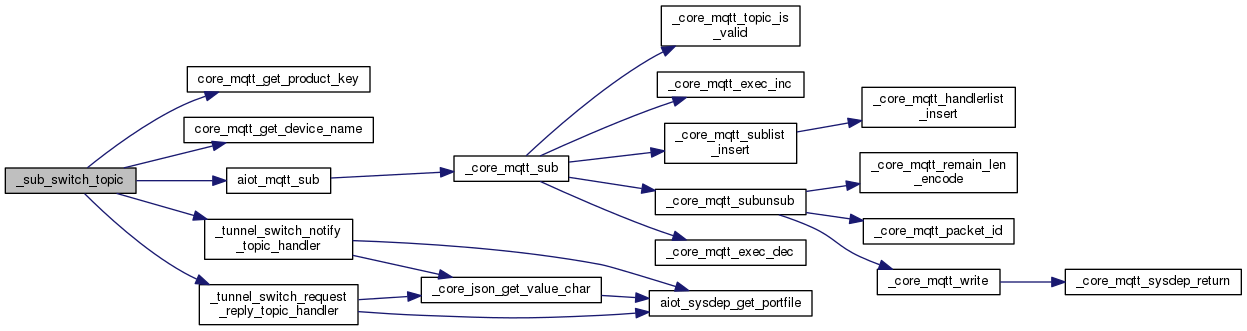 _sub_switch_topic
core_mqtt_get_product_key
core_mqtt_get_device_name
aiot_mqtt_sub
_tunnel_switch_notify
_topic_handler
_tunnel_switch_request
_reply_topic_handler
_core_mqtt_sub
_core_json_get_value_char
_core_mqtt_topic_is
_valid
_core_mqtt_exec_inc
_core_mqtt_sublist
_insert
_core_mqtt_subunsub
_core_mqtt_exec_dec
aiot_sysdep_get_portfile
_core_mqtt_handlerlist
_insert
_core_mqtt_remain_len
_encode
_core_mqtt_packet_id
_core_mqtt_write
_core_mqtt_sysdep_return